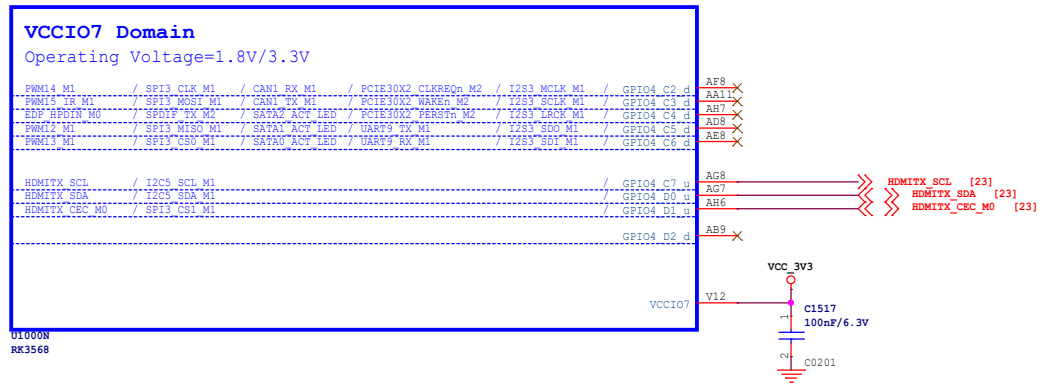 VCCIO7 Domain
Operating Voltage=1.8V/3.3V
PWM14_M1 / SPI3_CLK_M1 / CAN1_RX_M1 / PCIE30X2_CLKREQn_M2 / I2S3_MCLK_M1 / GPIO4_C2_d AF8
PWM15_IR_M1 / SPI3_MOSI_M1 / CAN1_TX_M1 / PCIE30X2_WAKEn_M2 / I2S3_SCLK_M1 / GPIO4_C3_d AA11
EDP_HPDIN_M0 / SPDIF_TX_M2 / SATA2_ACT_LED / PCIE30X2_PERSTn_M2 / I2S3_LRCK_M1 / GPIO4_C4_d AH7
PWM12_M1 / SPI3_MISO_M1 / SATA1_ACT_LED / UART9_TX_M1 / I2S3_SDO_M1 / GPIO4_C5_d AD8
PWM13_M1 / SPI3_CS0_M1 / SATA0_ACT_LED / UART9_RX_M1 / I2S3_SDI_M1 / GPIO4_C6_d AE8
HDMITX_SCL / I2C5_SCL_M1 / GPIO4_C7_u AG8 HDMITX_SCL [23]
HDMITX_SDA / I2C5_SDA_M1 / GPIO4_D0_u AG7 HDMITX_SDA [23]
HDMITX_CEC_M0 / SPI3_CS1_M1 / GPIO4_D1_u AH6 HDMITX_CEC_M0 [23]
GPIO4_D2_d AB9
VCC_3V3
VCCIO7 V12
C1517
1
100nF/6.3V
U1000N
RK3568
2
C0201